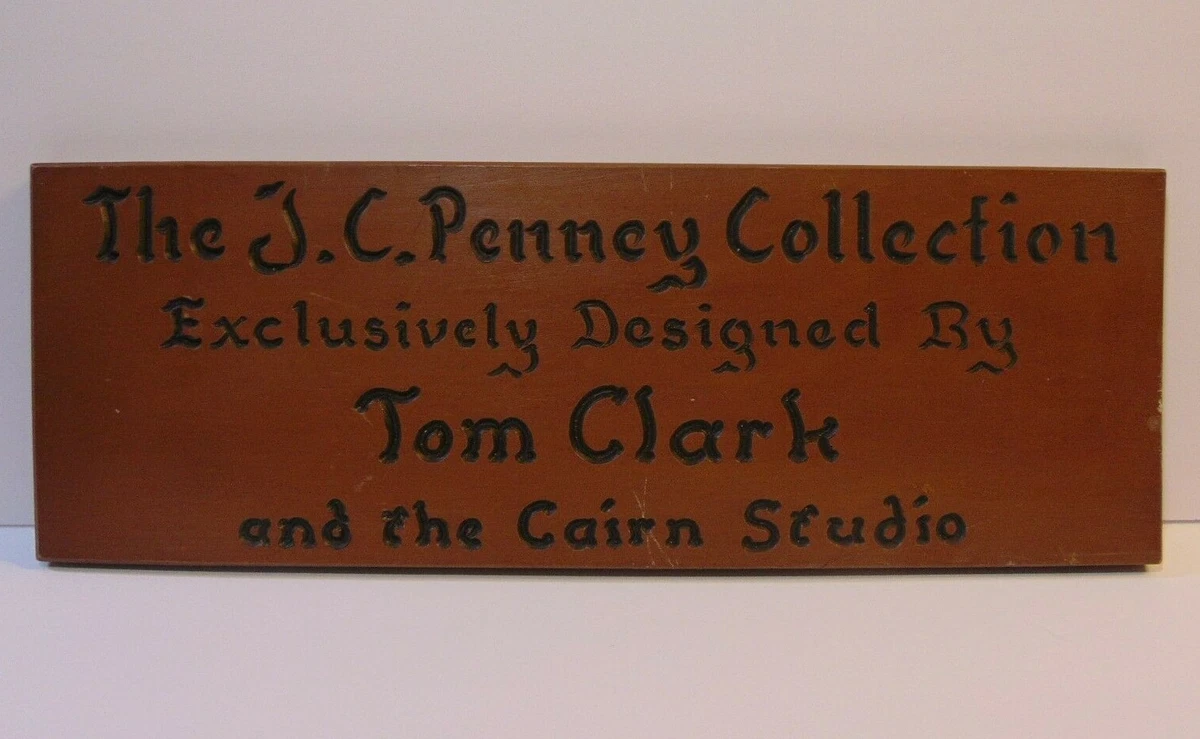 The J.C. Penney Collection
Exclusively Designed By
Tom Clark
and the Cairn Studio